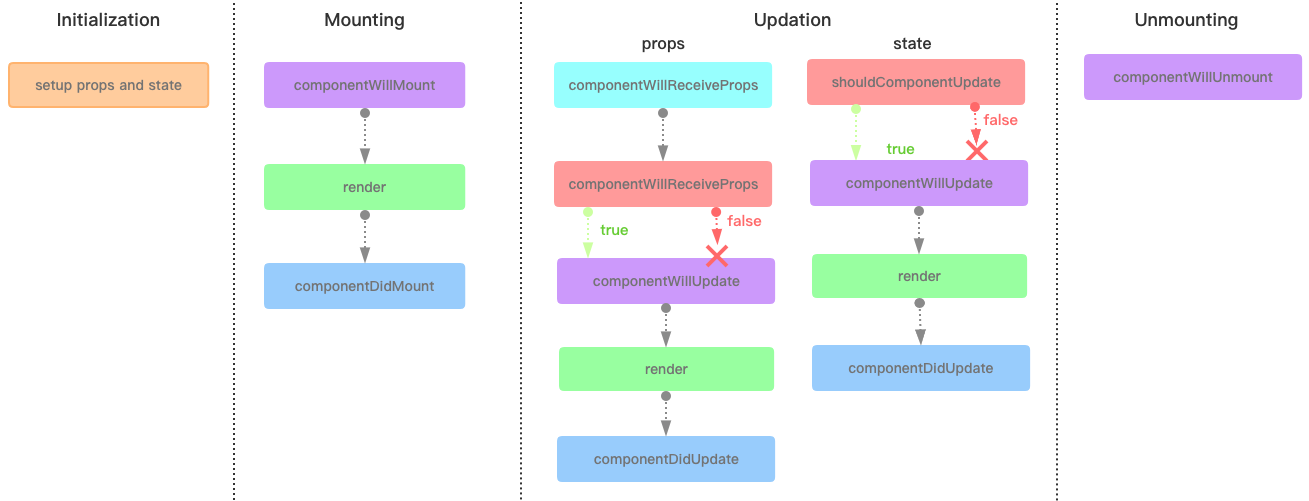 Initialization
setup props and state
Mounting
componentWillMount
render
componentDidMount
Updation
props
componentWillReceiveProps
componentWillReceiveProps
true
false
componentWillUpdate
render
componentDidUpdate
state
shouldComponentUpdate
true
false
componentWillUpdate
render
componentDidUpdate
Unmounting
componentWillUnmount